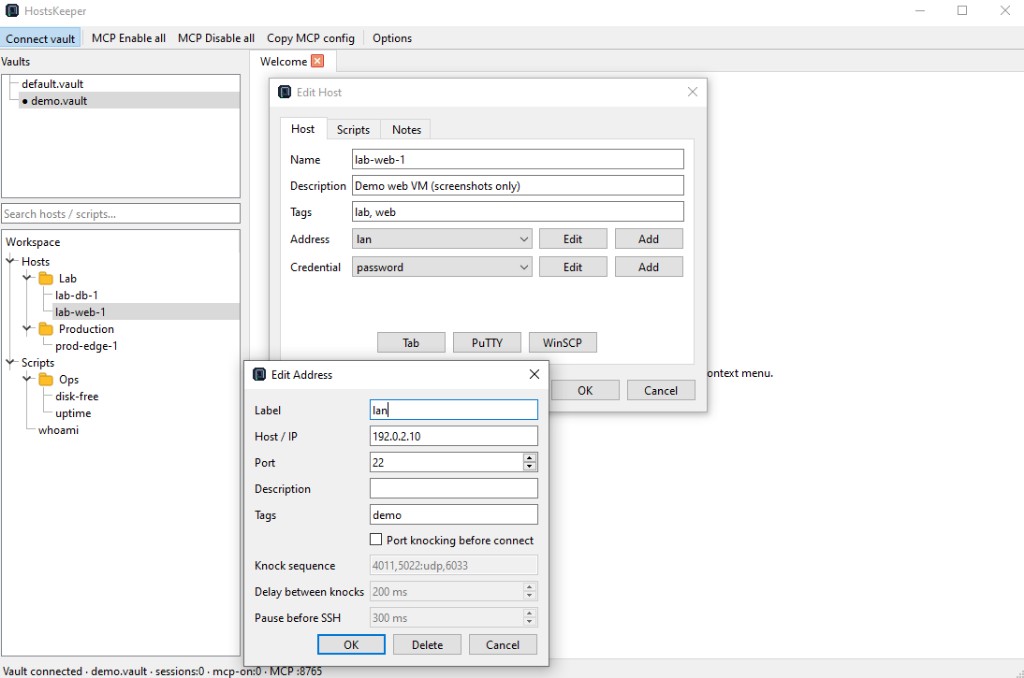 HostsKeeper
Connect vault MCP Enable all MCP Disable all Copy MCP config Options
Vaults
default.vault
● demo.vault
Search hosts / scripts...
Workspace
Hosts
Lab
lab-db-1
lab-web-1
Production
prod-edge-1
Scripts
Ops
disk-free
uptime
whoami
Welcome
Edit Host
Host Scripts Notes
Name lab-web-1
Description Demo web VM (screenshots only)
Tags lab, web
Address lan Edit Add
Credential password Edit Add
Tab PuTTY WinSCP
OK Cancel
ontext menu.
Edit Address
Label lan
Host / IP 192.0.2.10
Port 22
Description
Tags demo
Port knocking before connect
Knock sequence 4011,5022:udp,6033
Delay between knocks 200 ms
Pause before SSH 300 ms
OK Delete Cancel
Vault connected · demo.vault · sessions:0 · mcp-on:0 · MCP :8765